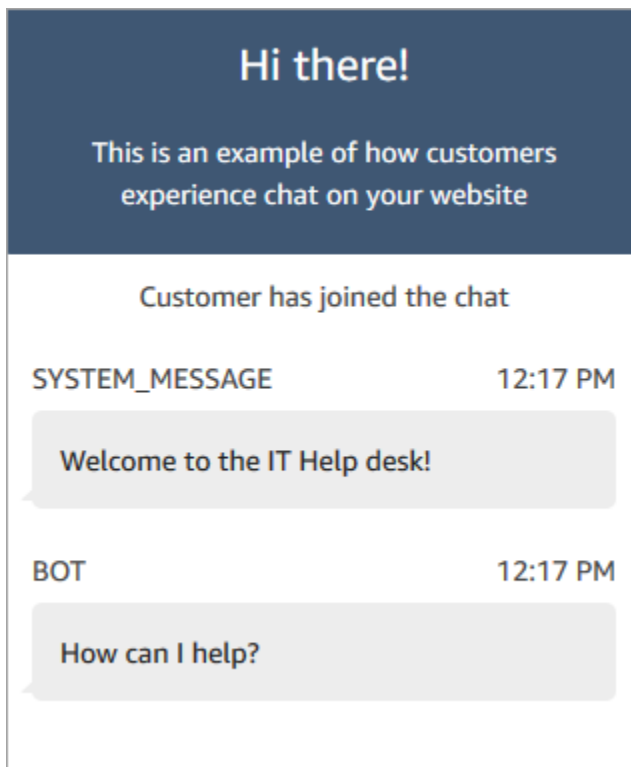 Hi there!
This is an example of how customers
experience chat on your website
Customer has joined the chat
SYSTEM_MESSAGE 12:17 PM
Welcome to the IT Help desk!
BOT 12:17 PM
How can I help?